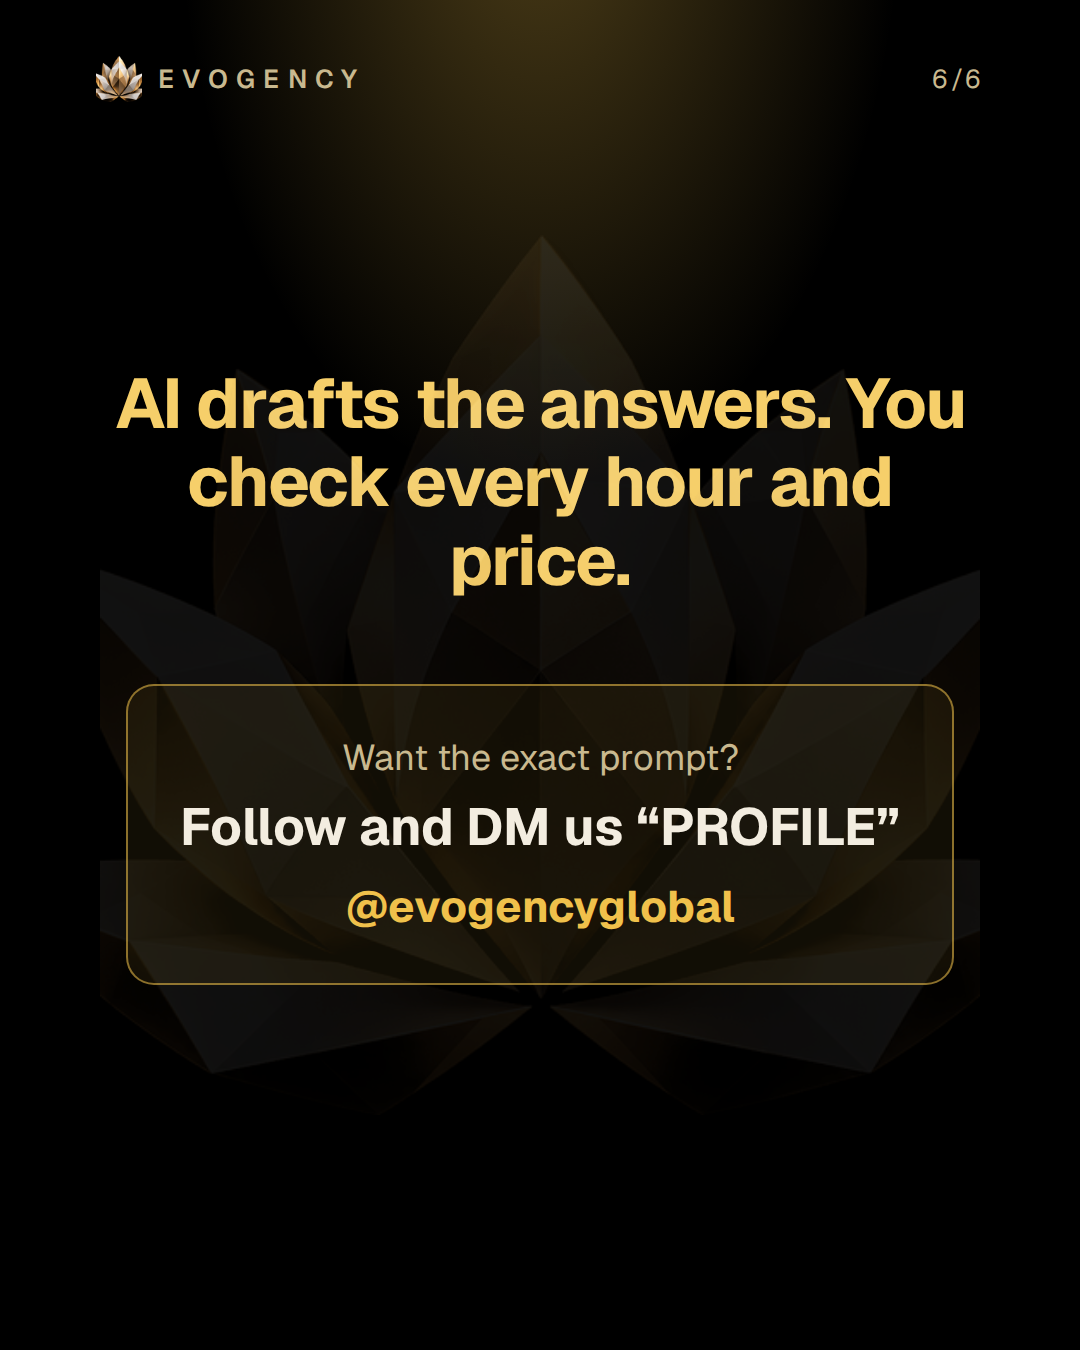 EVOGENCY
6/6
AI drafts the answers. You
check every hour and
price.
Want the exact prompt?
Follow and DM us “PROFILE”
@evogencyglobal